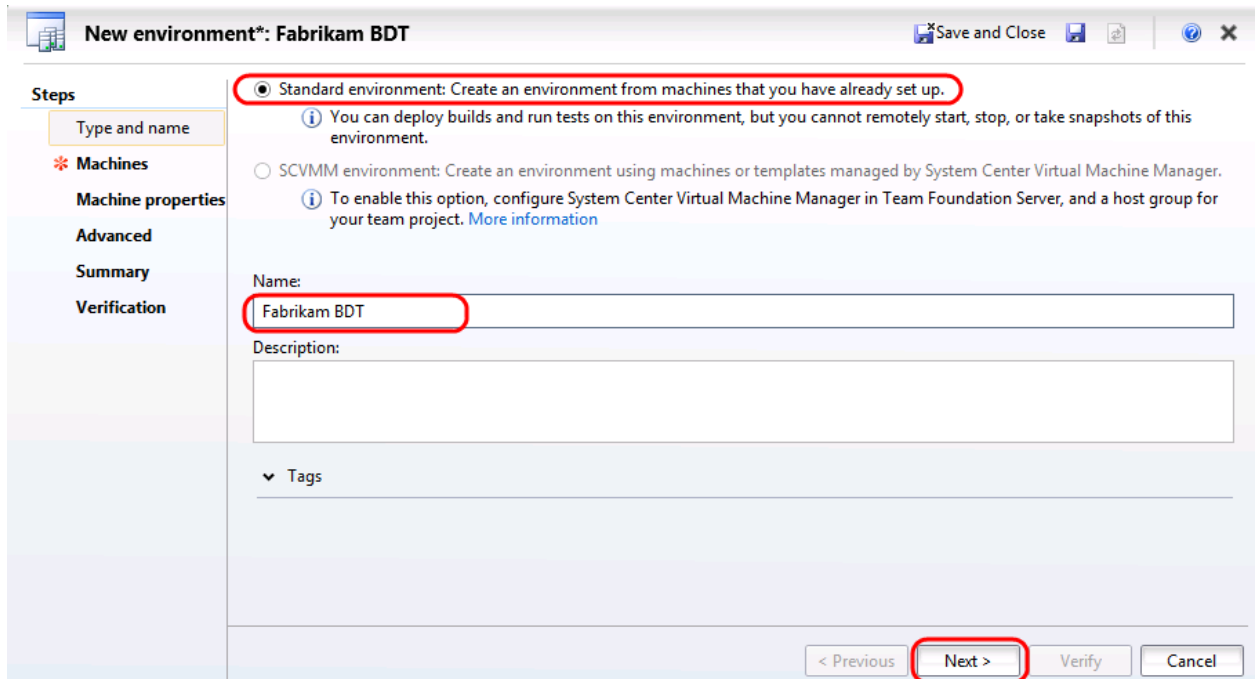 New environment*: Fabrikam BDT
Save and Close
Steps
Type and name
Machines
Machine properties
Advanced
Summary
Verification
Standard environment: Create an environment from machines that you have already set up.
You can deploy builds and run tests on this environment, but you cannot remotely start, stop, or take snapshots of this
environment.
SCVMM environment: Create an environment using machines or templates managed by System Center Virtual Machine Manager.
To enable this option, configure System Center Virtual Machine Manager in Team Foundation Server, and a host group for
your team project. More information
Name:
Fabrikam BDT
Description:
Tags
< Previous
Next >
Verify
Cancel